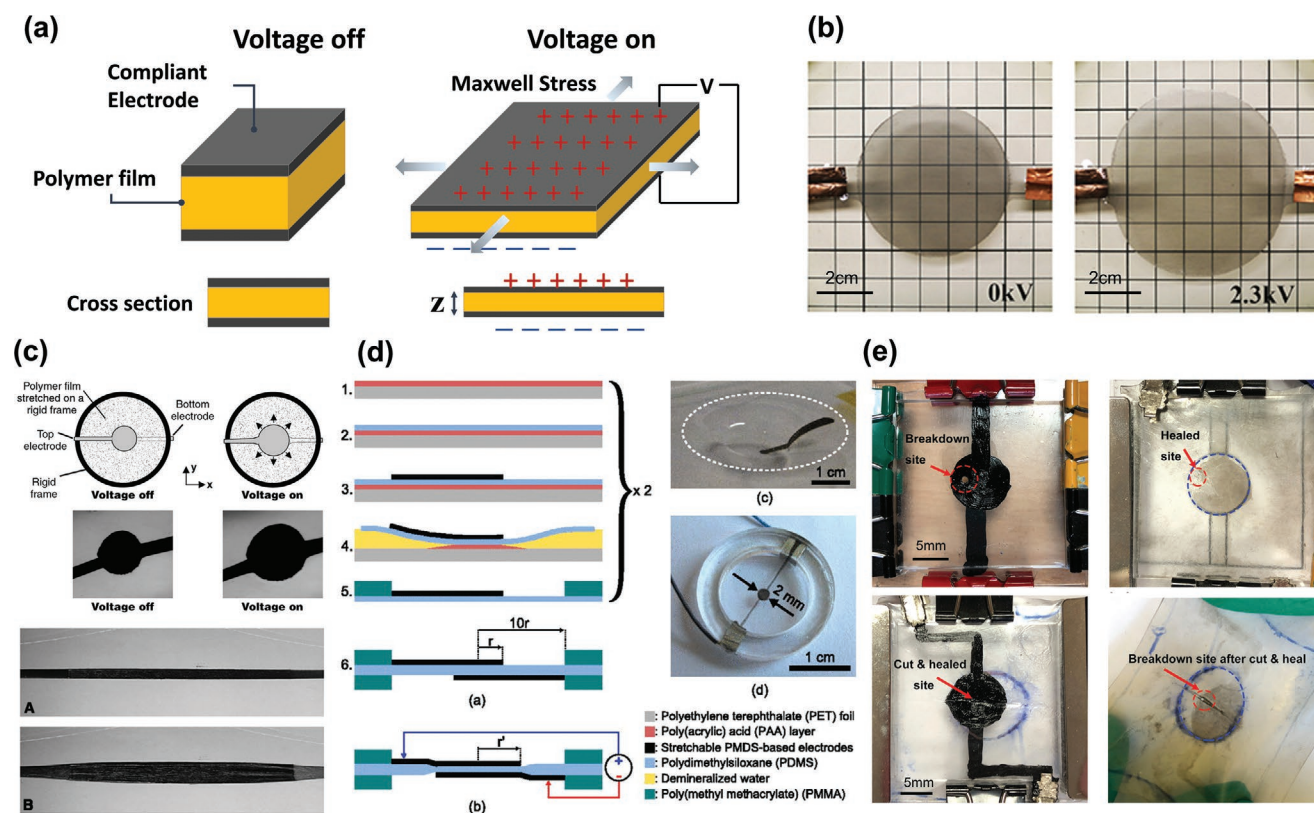 (a)
Voltage off
Voltage on
Compliant
Electrode
Maxwell Stress
V
Polymer film
+ + + + + +
+ + + + + +
+ + + + + +
+ + + + + +
Cross section
+ + + + + +
Z
(b)
2cm
0kV
2cm
2.3kV
(c)
Polymer film
stretched on a
rigid frame
Bottom
electrode
Top
electrode
Rigid
frame
y
x
Voltage off
Voltage on
Voltage off
Voltage on
A
B
(d)
1.
2.
3.
4.
5.
x 2
6.
10r
r
(a)
r'
+
-
(b)
1 cm
(c)
2 mm
1 cm
(d)
: Polyethylene terephthalate (PET) foil
: Poly(acrylic) acid (PAA) layer
: Stretchable PMDS-based electrodes
: Polydimethylsiloxane (PDMS)
: Demineralized water
: Poly(methyl methacrylate) (PMMA)
(e)
Breakdown
site
5mm
Healed
site
Cut & healed
site
5mm
Breakdown site after cut & heal